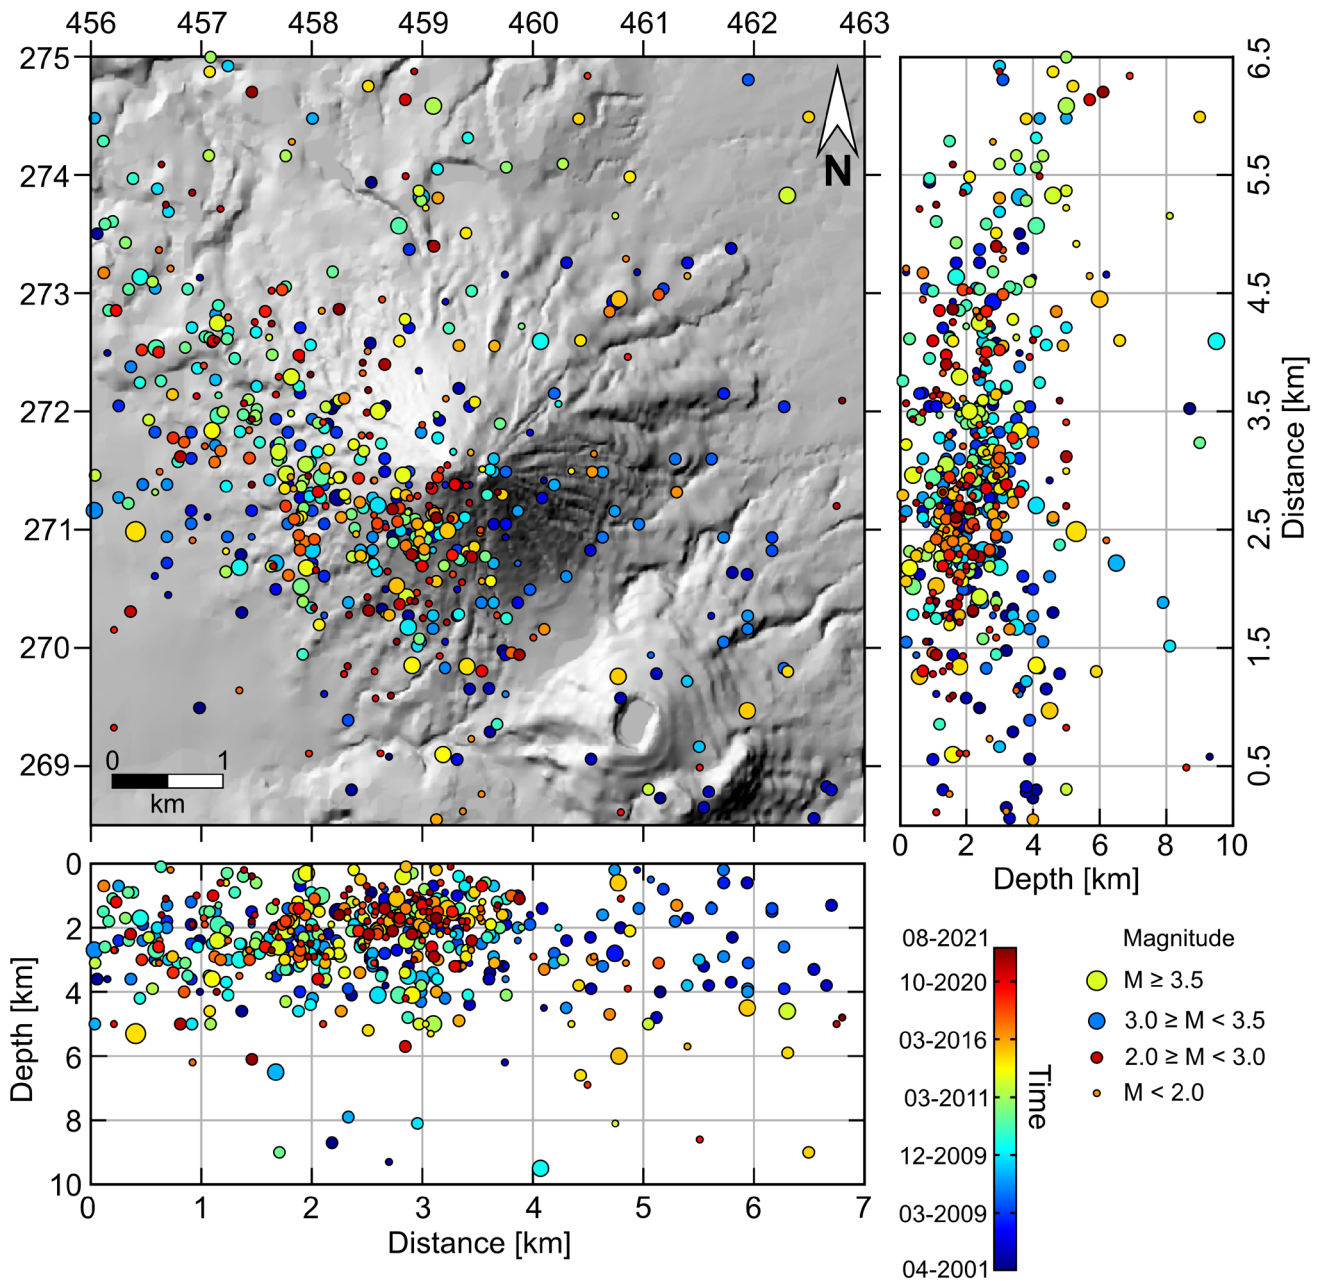 456 457 458 459 460 461 462 463
275
274
273
272
271
270
269
N
0 1
km
6.5
5.5
4.5
3.5
2.5
1.5
0.5
Distance [km]
0 2 4 6 8 10
Depth [km]
0
2
4
6
8
10
Depth [km]
0 1 2 3 4 5 6 7
Distance [km]
08-2021
10-2020
03-2016
03-2011
12-2009
03-2009
04-2001
Time
Magnitude
M ≥ 3.5
3.0 ≥ M < 3.5
2.0 ≥ M < 3.0
M < 2.0